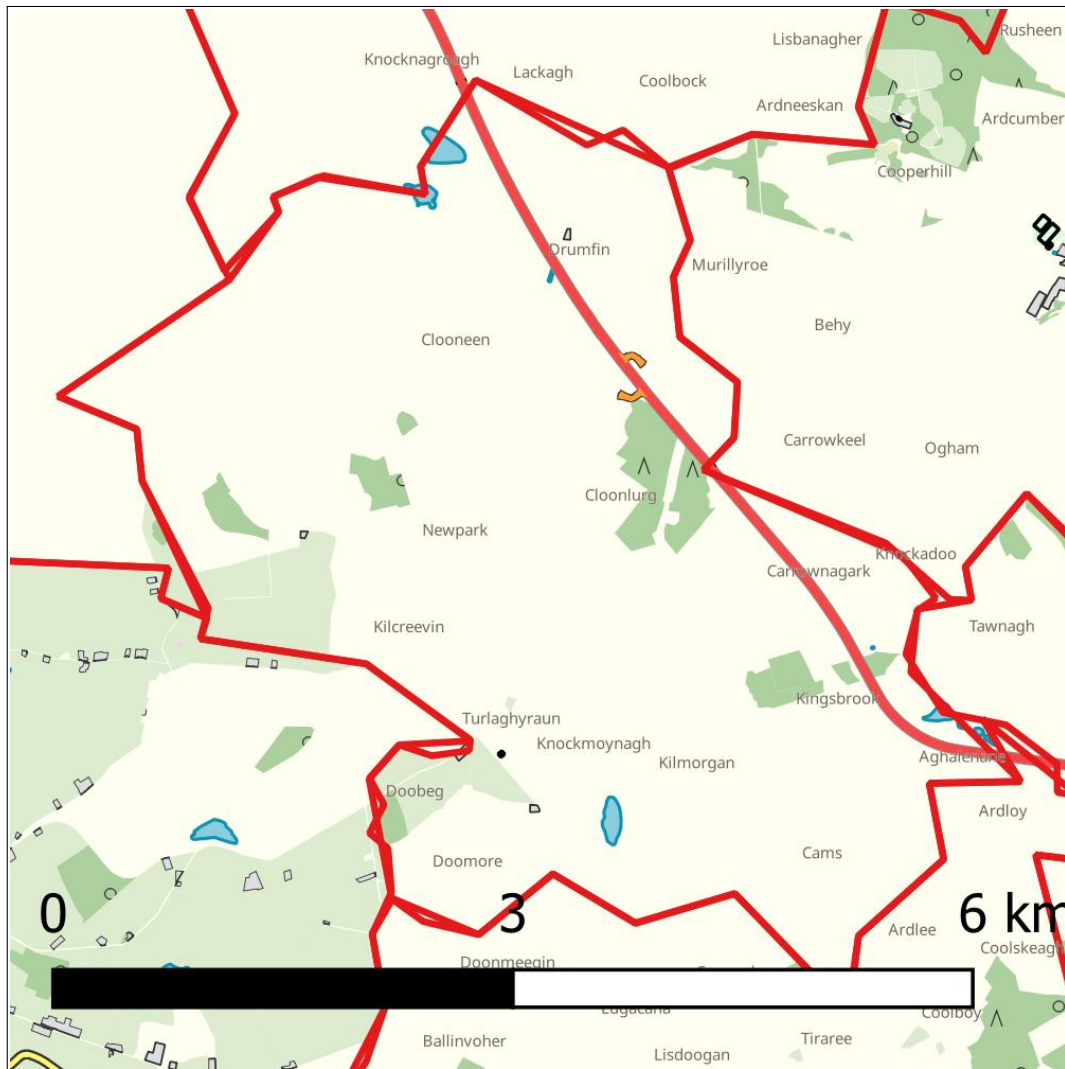 Rusheen
Lisbanagher
Knocknagroagh
Lackagh
Coolbock
Ardneeskan
Ardcumber
Cooperhill
Drumfin
Murillyroe
Behy
Clooneen
Carrowkeel
Ogham
Cloonlurg
Newpark
Knockadoo
Carrownagark
Kilcreevin
Tawnagh
Kingsbrook
Turlaghyraun
Knockmoynagh
Kilmorgan
Doobeg
Ardloy
Doomore
Cams
0 3 6 km
Ardlee
Coolskeagh
Doonmeegin
Coolboy
Ballinvoher
Tiraree
Lisdoogan